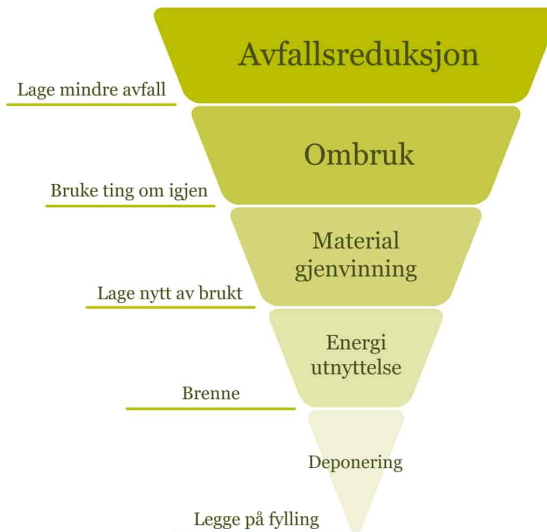 Avfallsreduksjon
Lage mindre avfall
Ombruk
Bruke ting om igjen
Material
gjenvinning
Lage nytt av brukt
Energi
utnyttelse
Brenne
Deponering
Legge på fylling